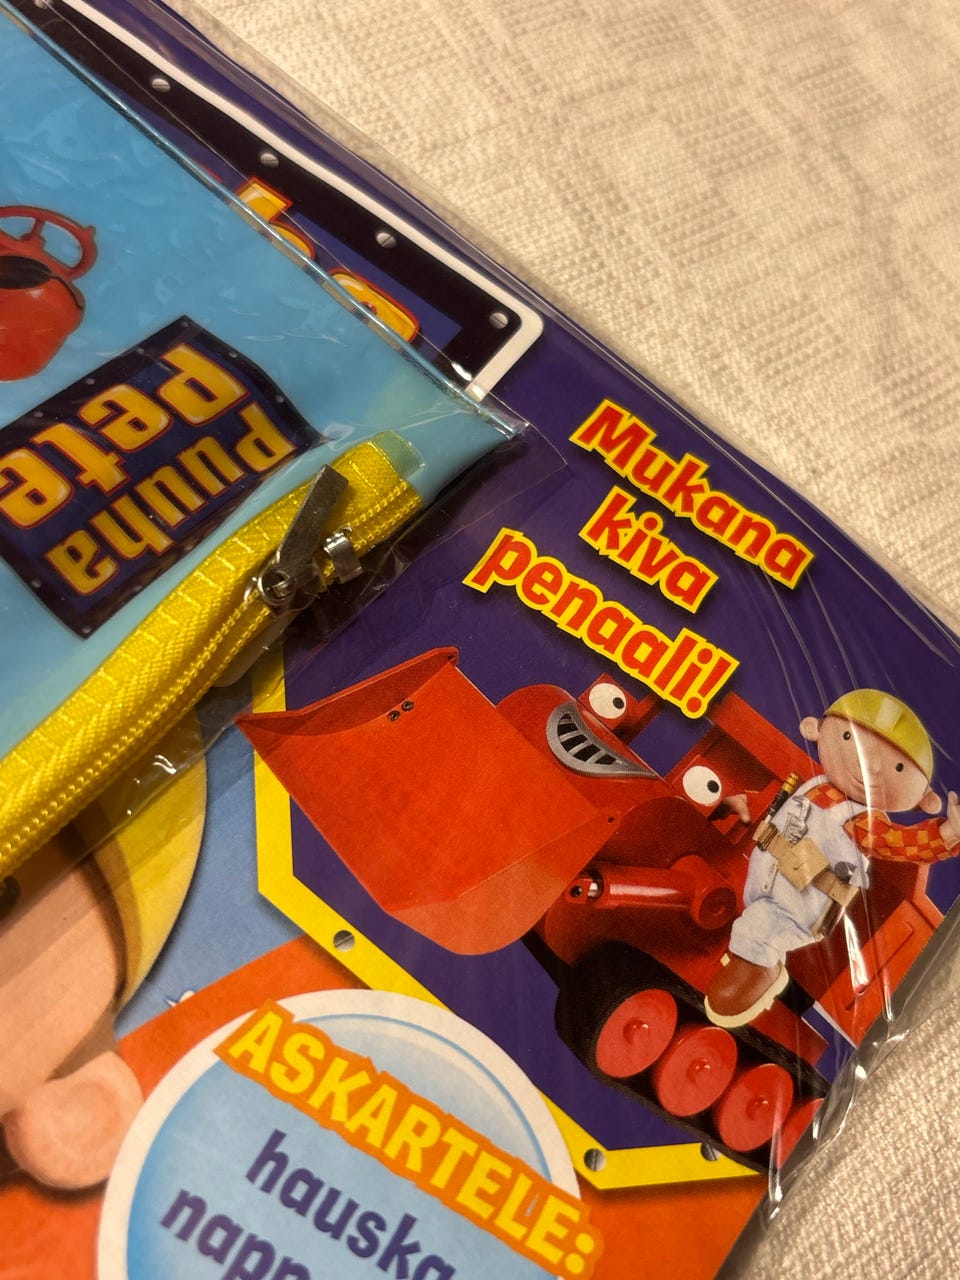 Puuha
Pete
Mukana
kiva
penaali!
ASKARTELE:
hauska